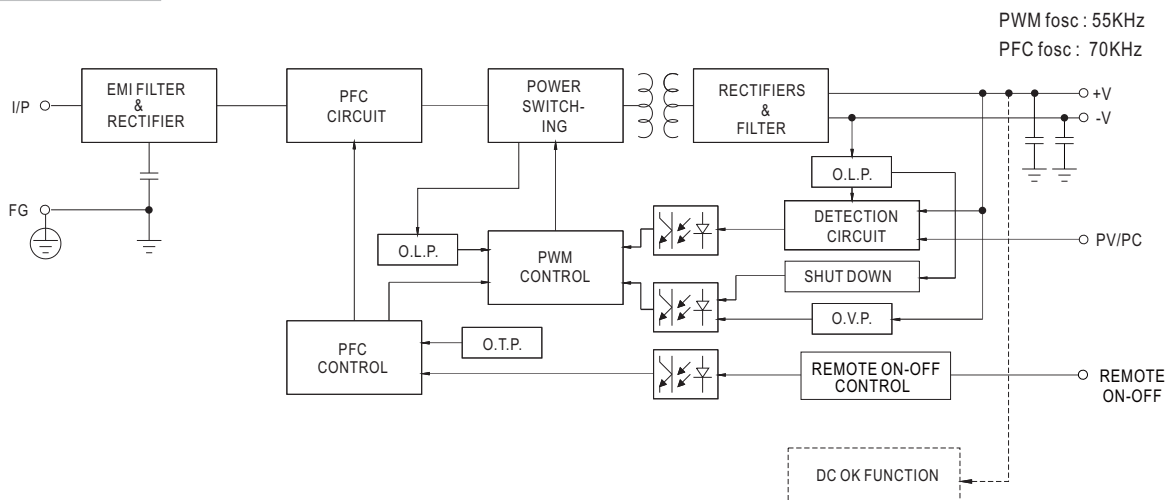 PWM fosc : 55KHz
PFC fosc : 70KHz
I/P
EMI FILTER
&
RECTIFIER
PFC
CIRCUIT
POWER
SWITCH-
ING
RECTIFIERS
&
FILTER
+V
-V
O.L.P.
FG
DETECTION
CIRCUIT
PV/PC
O.L.P.
PWM
CONTROL
SHUT DOWN
O.V.P.
PFC
CONTROL
O.T.P.
REMOTE ON-OFF
CONTROL
REMOTE
ON-OFF
DC OK FUNCTION